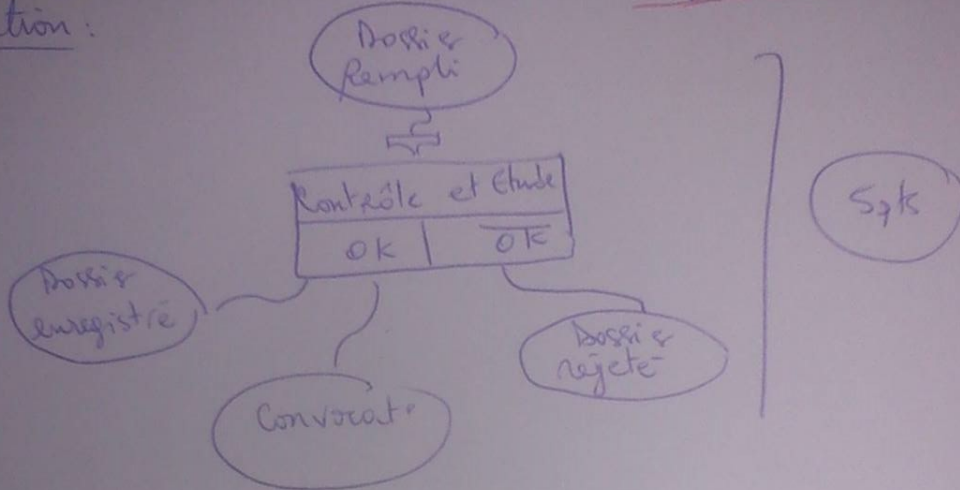 tion :
Dossier
Rempli
Contrôle et Etude
OK | OK
Dossier
enregistré
Convocat°
Dossier
rejeté
5pts